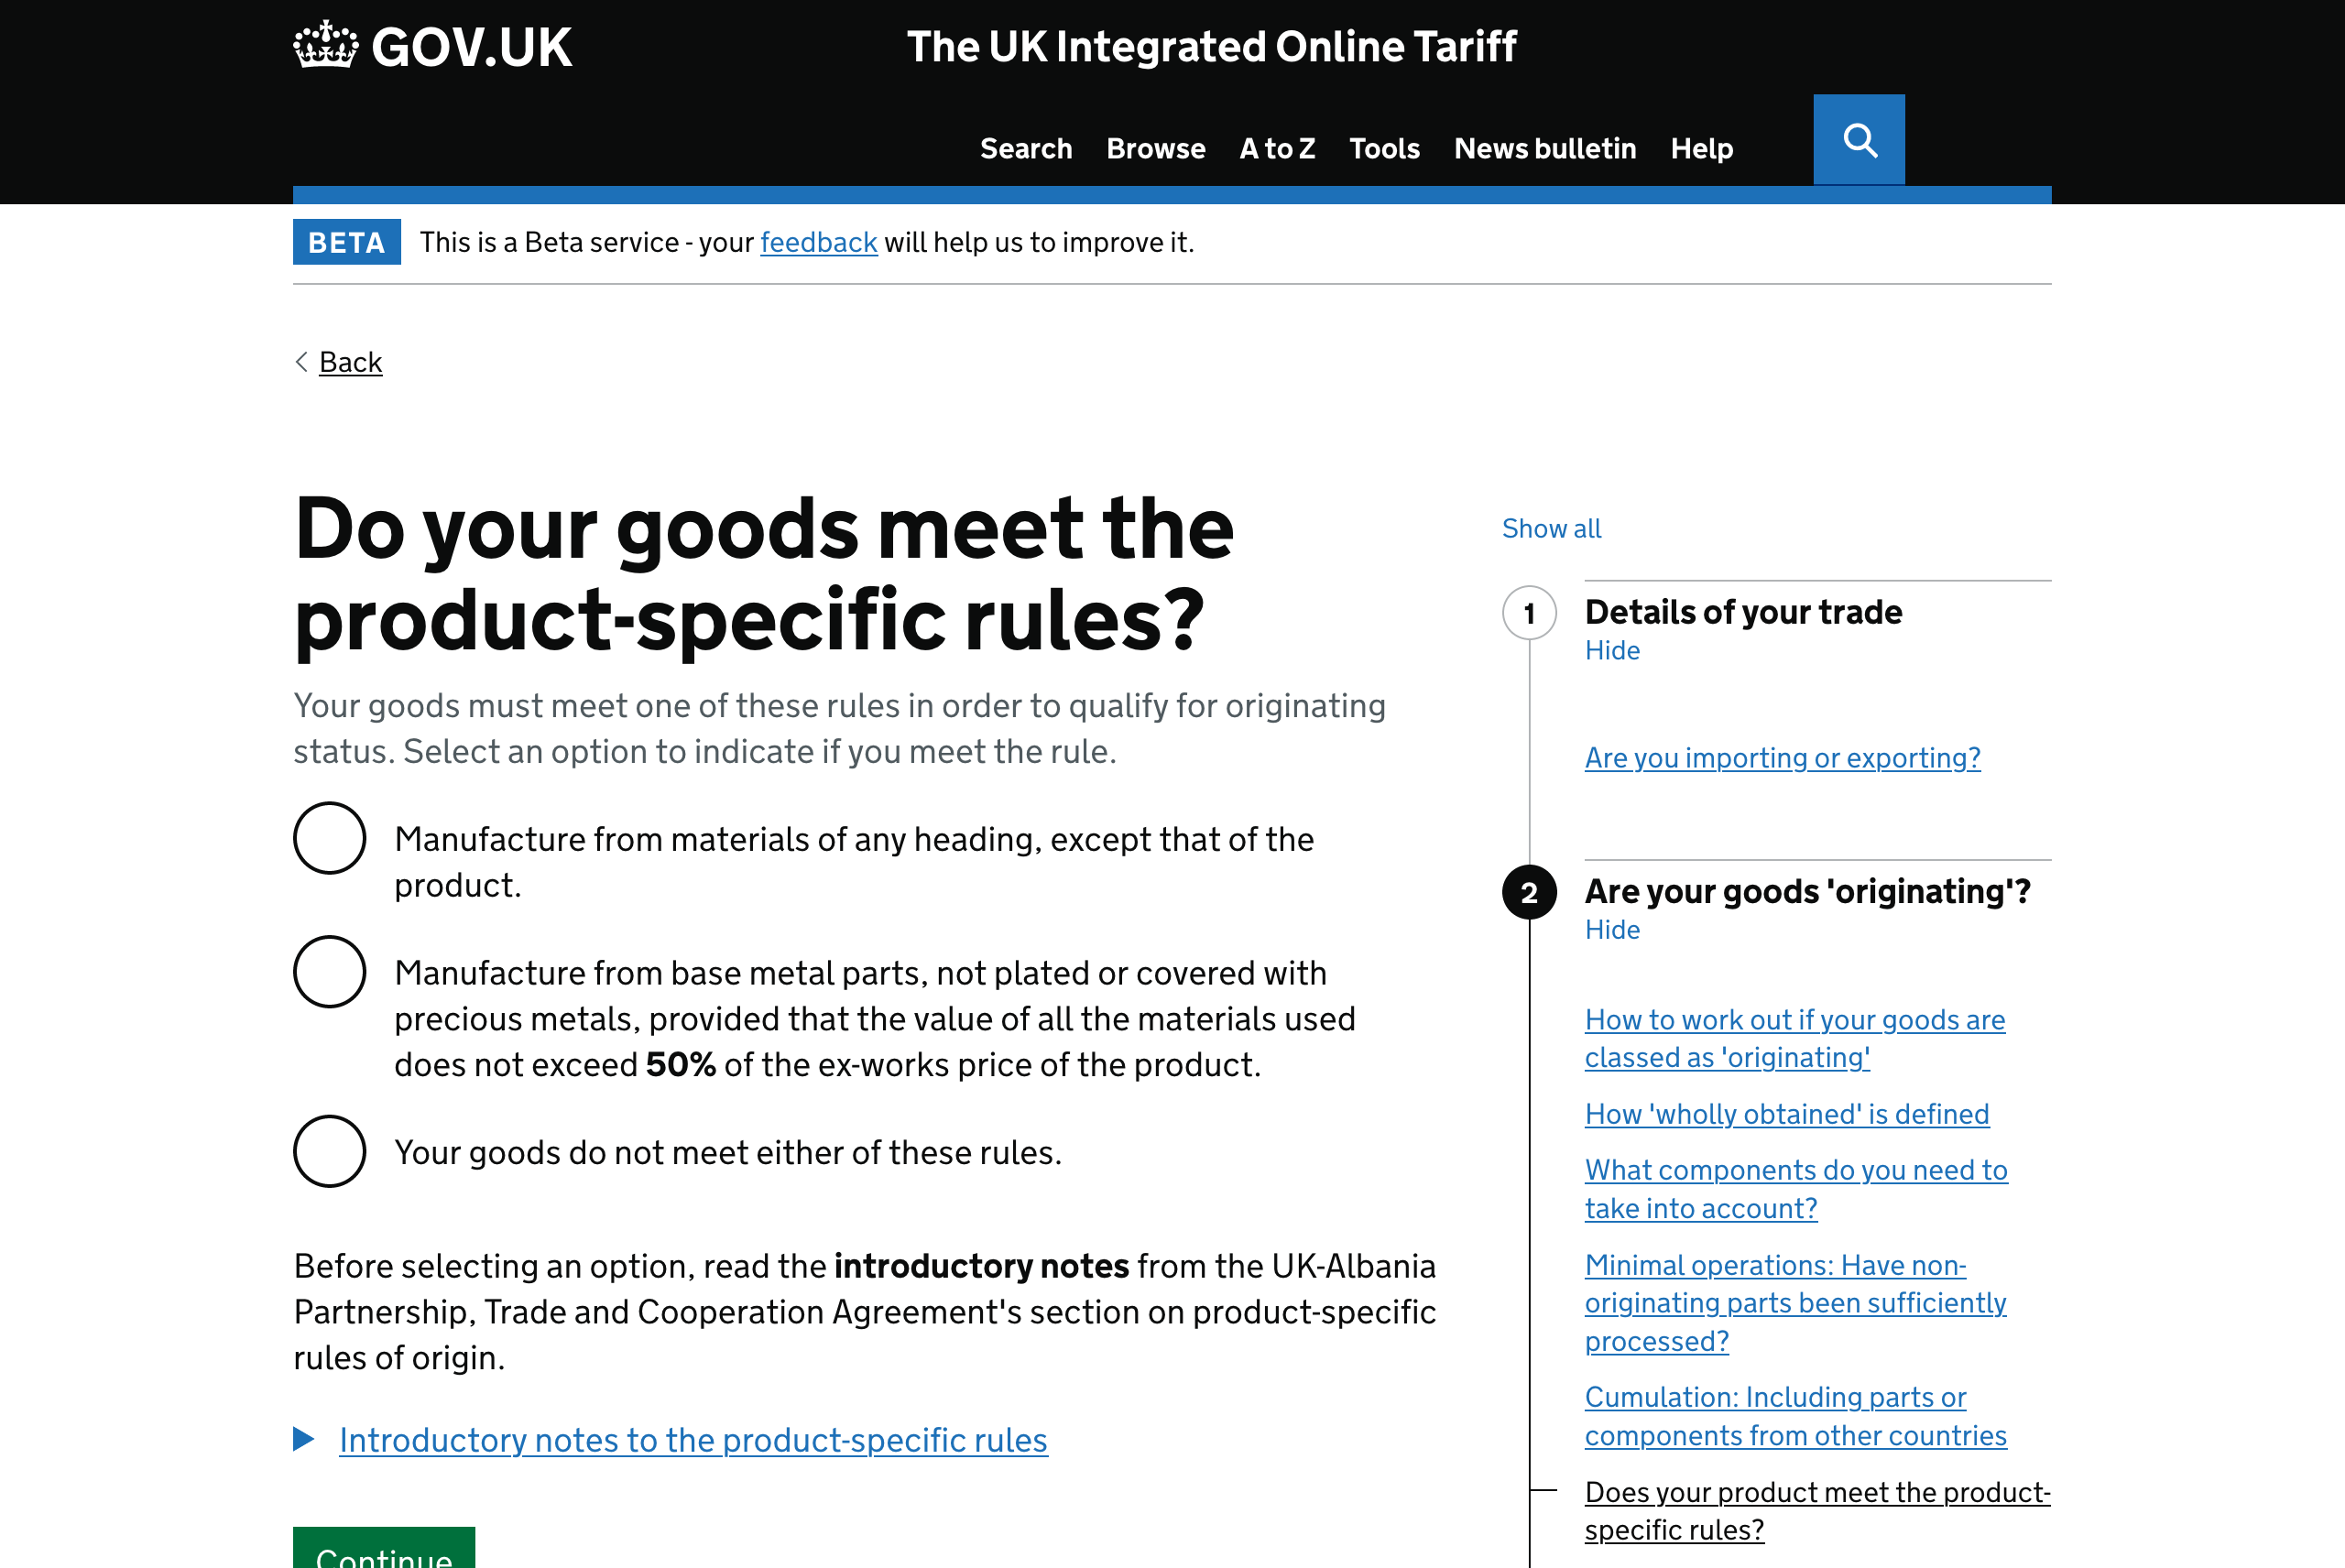 GOV.UK
The UK Integrated Online Tariff
Search Browse A to Z Tools News bulletin Help
BETA This is a Beta service - your feedback will help us to improve it.
Back
Do your goods meet the
product-specific rules?
Your goods must meet one of these rules in order to qualify for originating
status. Select an option to indicate if you meet the rule.
Manufacture from materials of any heading, except that of the
product.
Manufacture from base metal parts, not plated or covered with
precious metals, provided that the value of all the materials used
does not exceed 50% of the ex-works price of the product.
Your goods do not meet either of these rules.
Before selecting an option, read the introductory notes from the UK-Albania
Partnership, Trade and Cooperation Agreement's section on product-specific
rules of origin.
Introductory notes to the product-specific rules
Continue
Show all
1 Details of your trade
Hide
Are you importing or exporting?
2 Are your goods 'originating'?
Hide
How to work out if your goods are
classed as 'originating'
How 'wholly obtained' is defined
What components do you need to
take into account?
Minimal operations: Have non-
originating parts been sufficiently
processed?
Cumulation: Including parts or
components from other countries
Does your product meet the product-
specific rules?